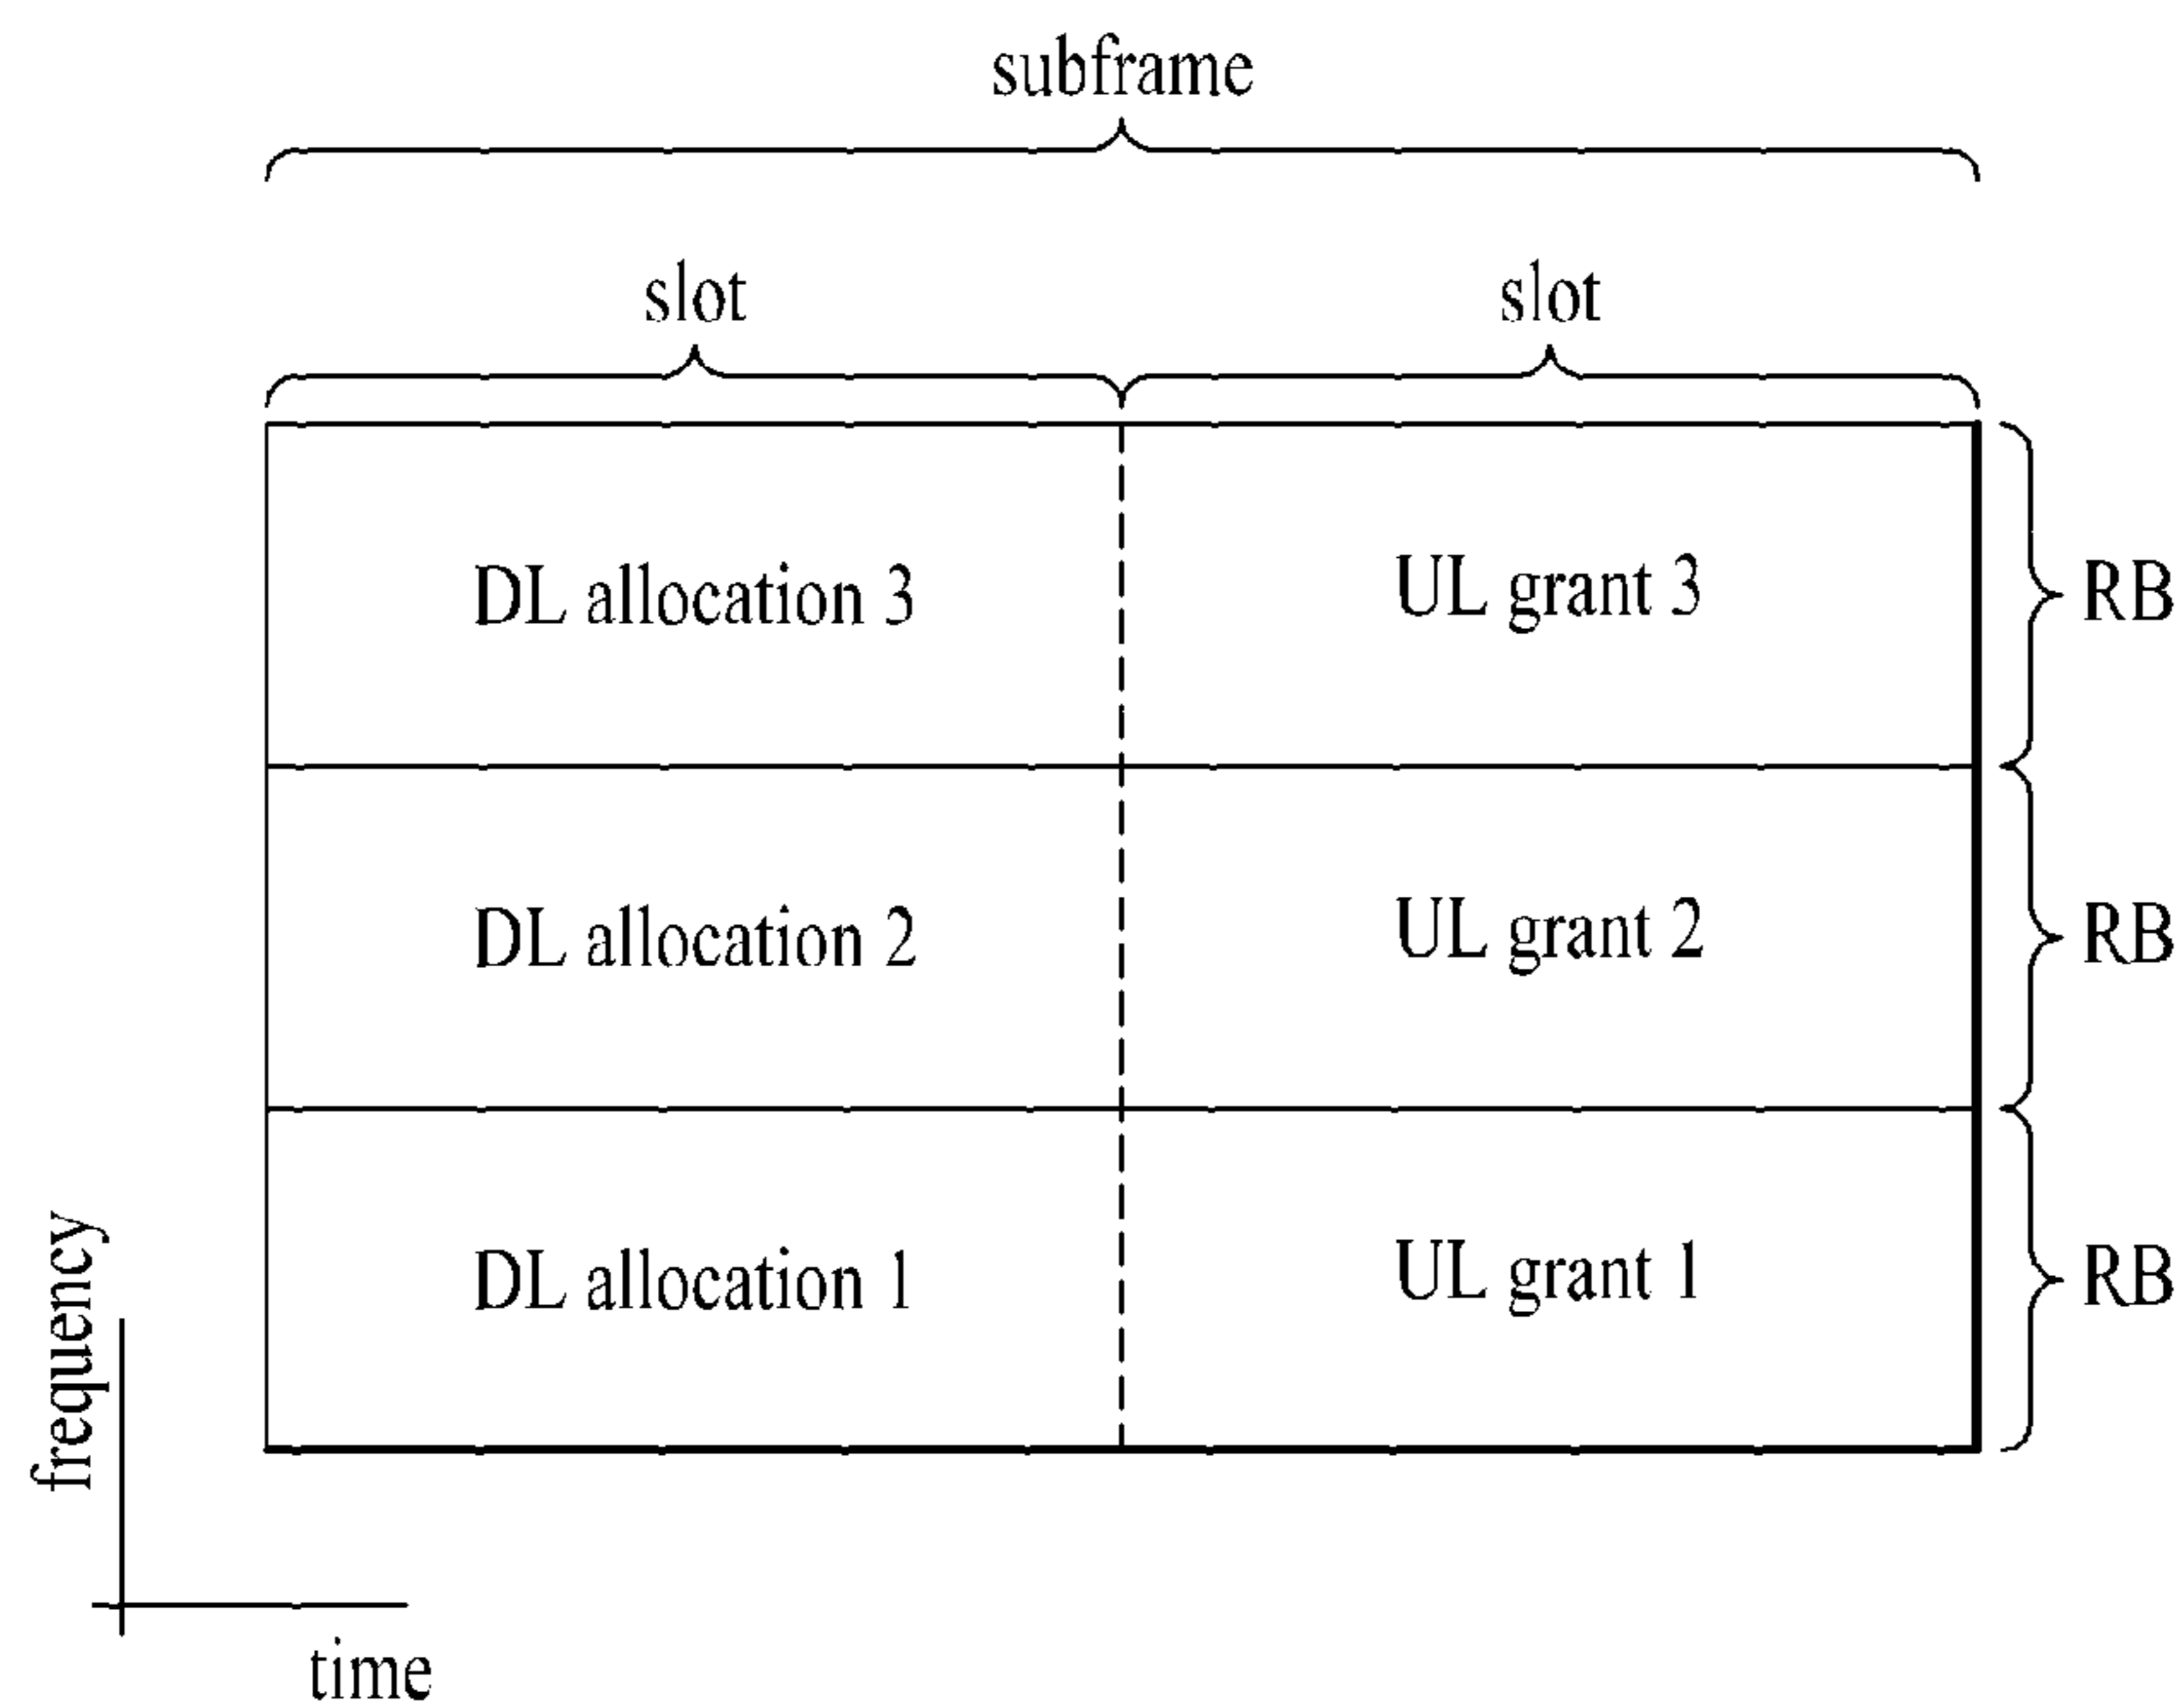 subframe
slot slot
DL allocation 3 UL grant 3 RB
DL allocation 2 UL grant 2 RB
DL allocation 1 UL grant 1 RB
frequency
time